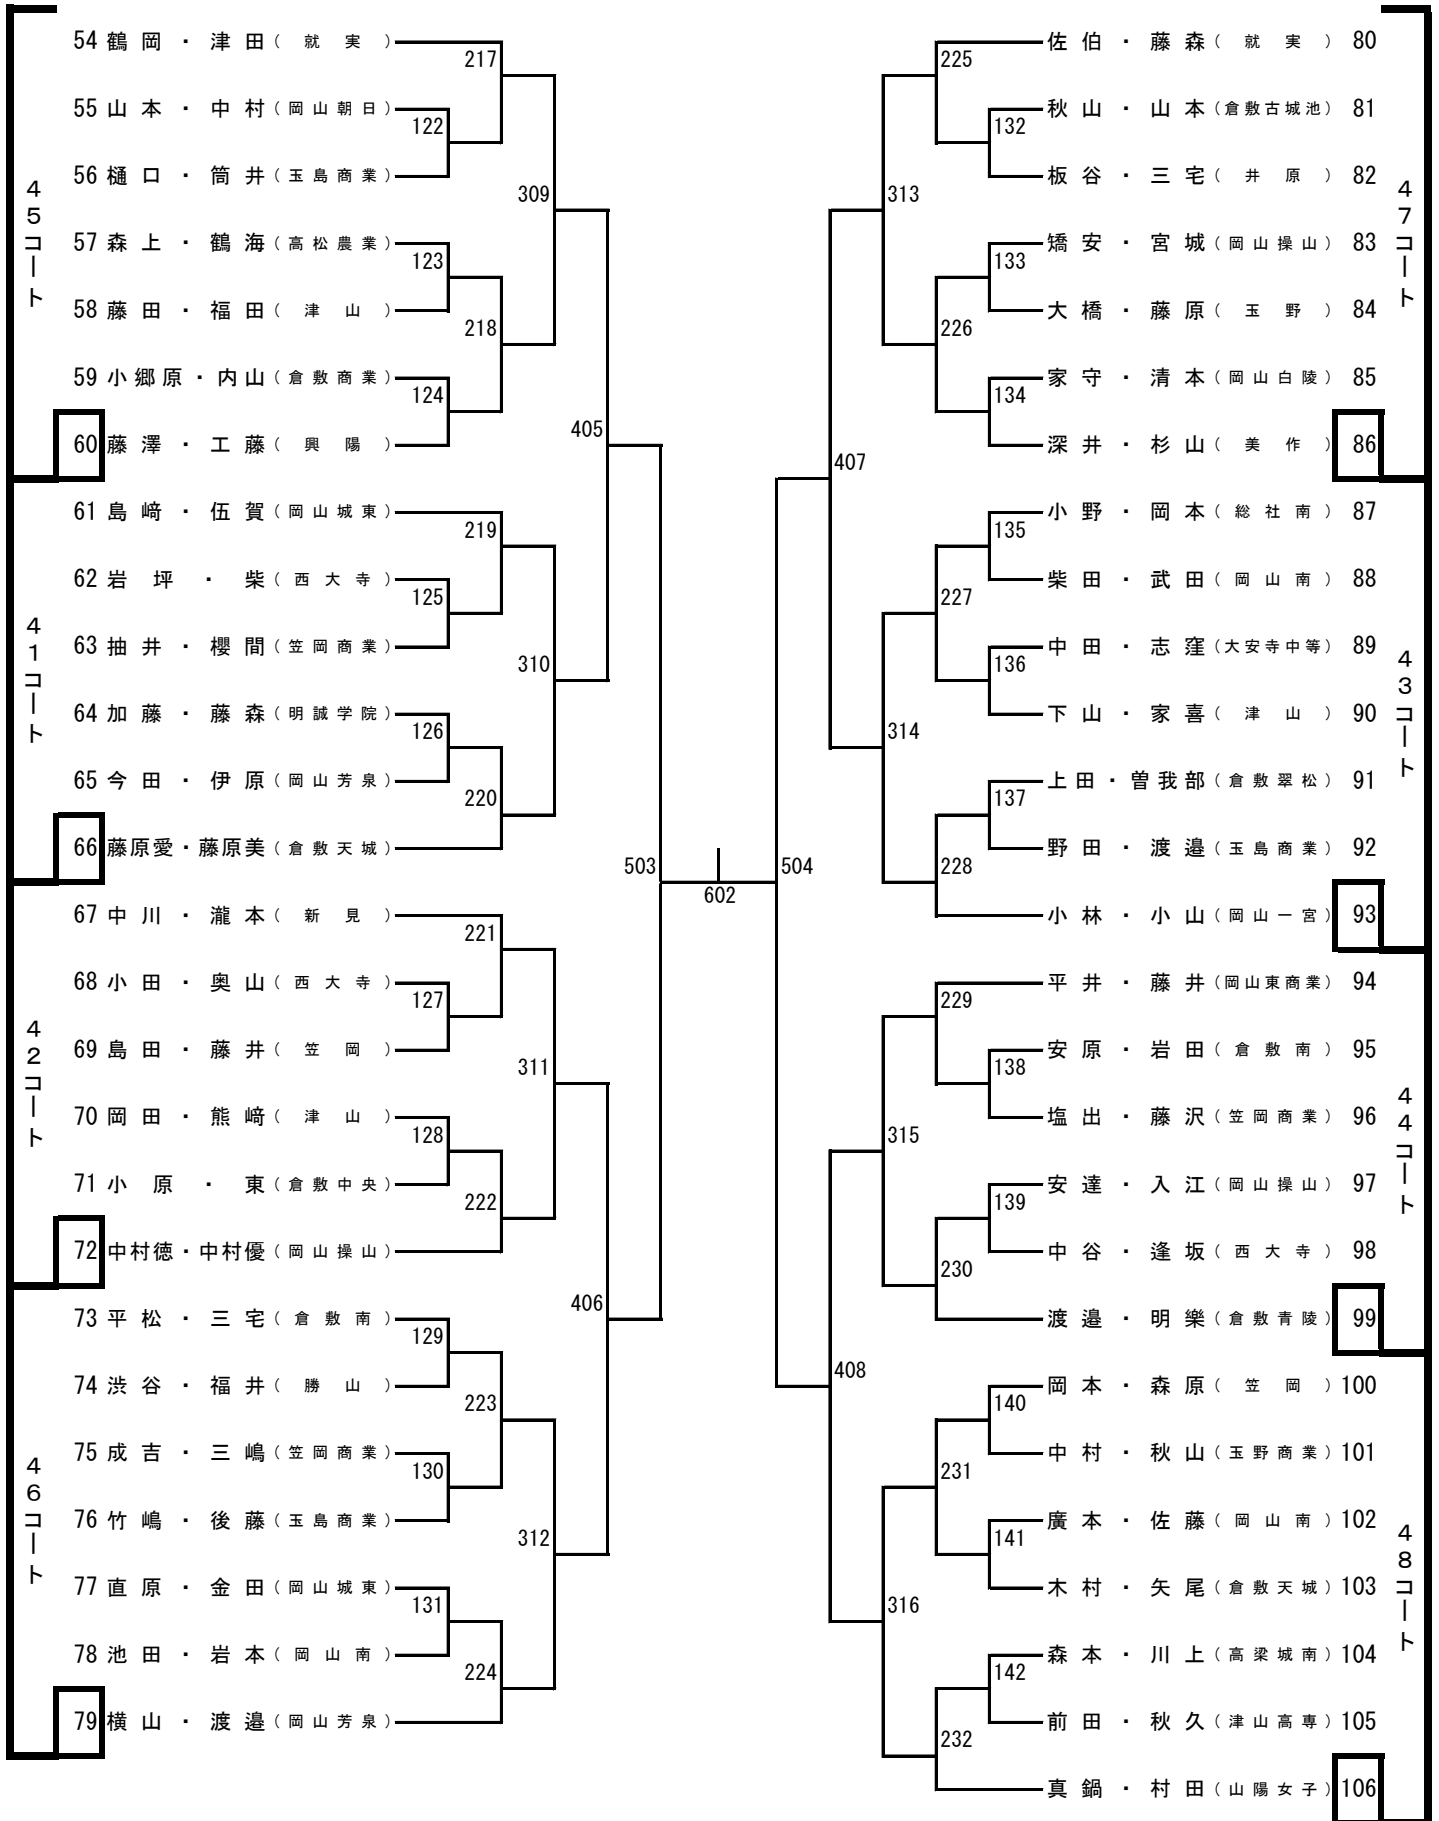 45コート
54 鶴岡・津田(就実)
55 山本・中村(岡山朝日)
56 樋口・筒井(玉島商業)
57 森上・鶴海(高松農業)
58 藤田・福田(津山)
59 小郷原・内山(倉敷商業)
60 藤澤・工藤(興陽)
41コート
61 島﨑・伍賀(岡山城東)
62 岩坪・柴(西大寺)
63 抽井・櫻間(笠岡商業)
64 加藤・藤森(明誠学院)
65 今田・伊原(岡山芳泉)
66 藤原愛・藤原美(倉敷天城)
42コート
67 中川・瀧本(新見)
68 小田・奥山(西大寺)
69 島田・藤井(笠岡)
70 岡田・熊﨑(津山)
71 小原・東(倉敷中央)
72 中村徳・中村優(岡山操山)
46コート
73 平松・三宅(倉敷南)
74 渋谷・福井(勝山)
75 成吉・三嶋(笠岡商業)
76 竹嶋・後藤(玉島商業)
77 直原・金田(岡山城東)
78 池田・岩本(岡山南)
79 横山・渡邉(岡山芳泉)
122
123
124
125
126
127
128
129
130
131
217
218
219
220
221
222
223
224
309
310
311
312
405
406
503
602
504
407
408
313
314
315
316
225
226
227
228
229
230
231
232
132
133
134
135
136
137
138
139
140
141
142
47コート
佐伯・藤森(就実) 80
秋山・山本(倉敷古城池) 81
板谷・三宅(井原) 82
矯安・宮城(岡山操山) 83
大橋・藤原(玉野) 84
家守・清本(岡山白陵) 85
深井・杉山(美作) 86
43コート
小野・岡本(総社南) 87
柴田・武田(岡山南) 88
中田・志窪(大安寺中等) 89
下山・家喜(津山) 90
上田・曽我部(倉敷翠松) 91
野田・渡邉(玉島商業) 92
小林・小山(岡山一宮) 93
44コート
平井・藤井(岡山東商業) 94
安原・岩田(倉敷南) 95
塩出・藤沢(笠岡商業) 96
安達・入江(岡山操山) 97
中谷・逢坂(西大寺) 98
渡邉・明樂(倉敷青陵) 99
48コート
岡本・森原(笠岡) 100
中村・秋山(玉野商業) 101
廣本・佐藤(岡山南) 102
木村・矢尾(倉敷天城) 103
森本・川上(高梁城南) 104
前田・秋久(津山高専) 105
真鍋・村田(山陽女子) 106